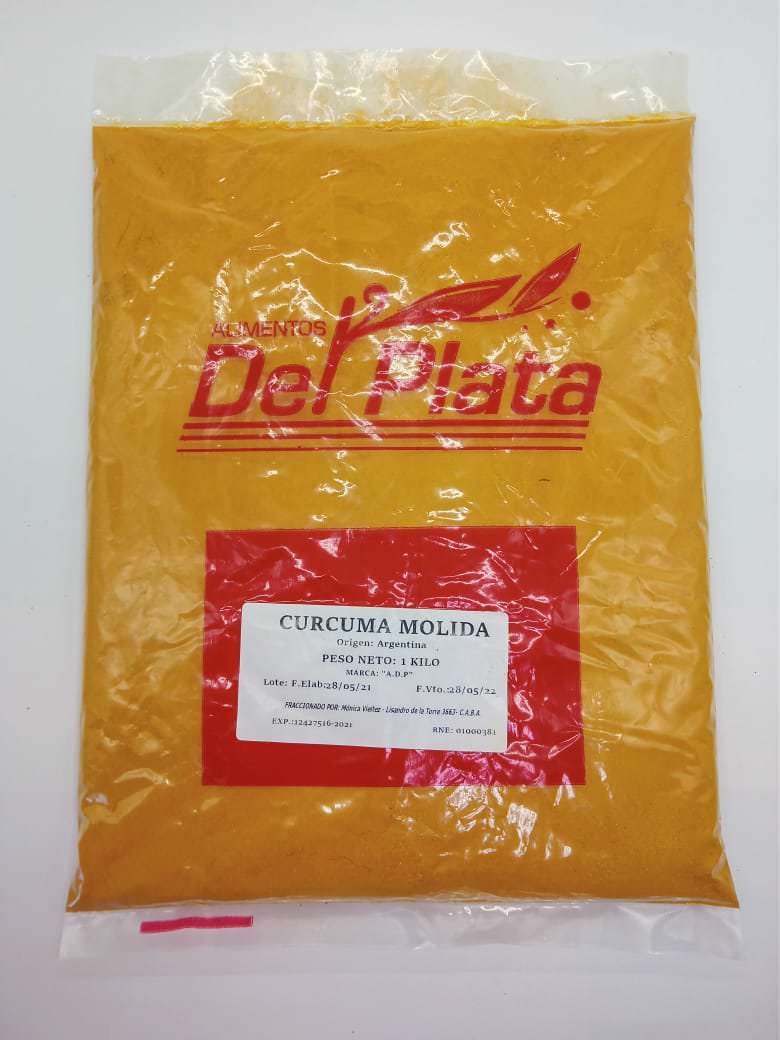 ALIMENTOS
Del Plata
CURCUMA MOLIDA
Origen: Argentina
PESO NETO: 1 KILO
MARCA: "A.D.P"
Lote: F.Elab:28/05/21 F.Vto.:28/05/22
FRACCIONADO POR: Mónica Vieitez - Lisandro de la Torre 3663- C.A.B.A.
EXP.:12427516-2021 RNE: 01000381